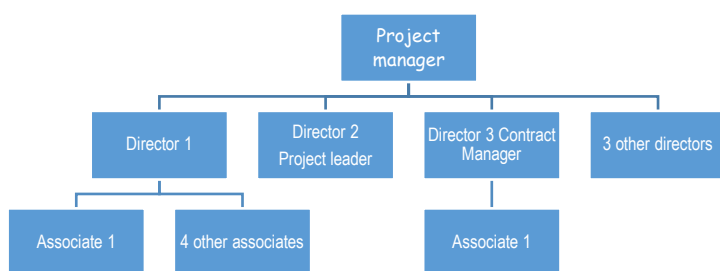 Project
manager
Director 1
Director 2
Project leader
Director 3 Contract
Manager
3 other directors
Associate 1
4 other associates
Associate 1